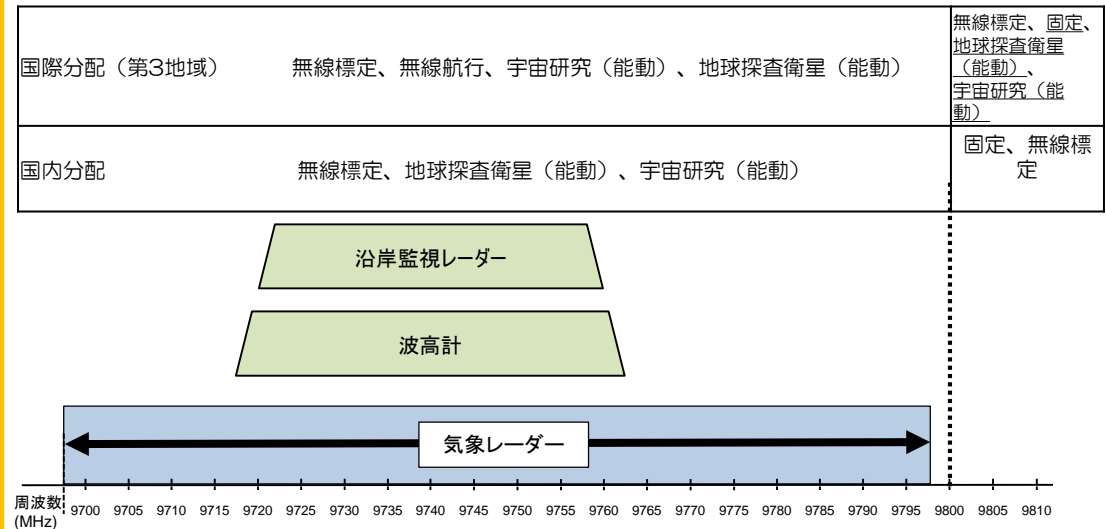 国際分配（第3地域）
無線標定、無線航行、宇宙研究（能動）、地球探査衛星（能動）
無線標定、固定、
地球探査衛星
（能動）、
宇宙研究（能
動）
国内分配
無線標定、地球探査衛星（能動）、宇宙研究（能動）
固定、無線標
定
沿岸監視レーダー
波高計
気象レーダー
周波数
(MHz)
9700 9705 9710 9715 9720 9725 9730 9735 9740 9745 9750 9755 9760 9765 9770 9775 9780 9785 9790 9795 9800 9805 9810